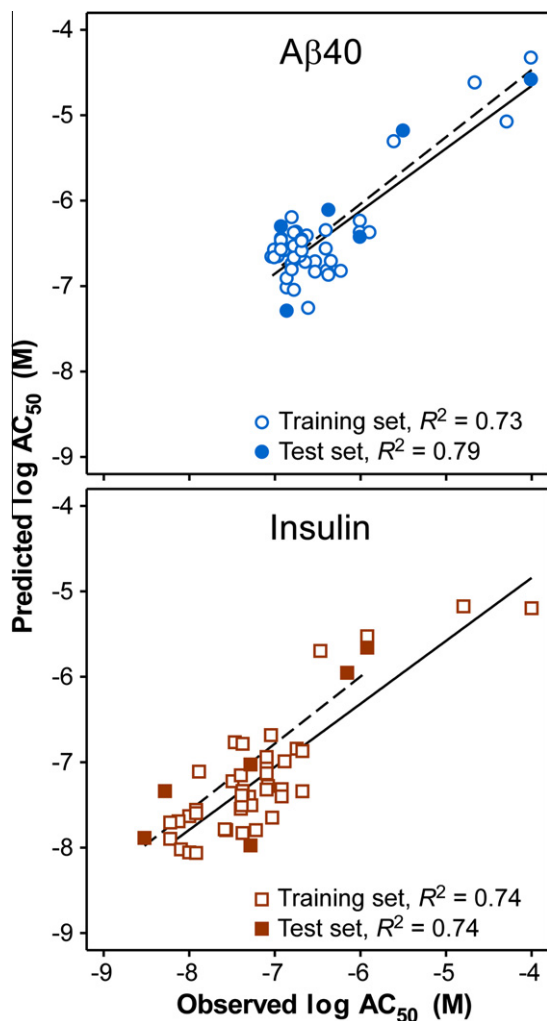 Predicted log AC50 (M)
-4
Aβ40
-5
-6
-7
-8
Training set, R2 = 0.73
Test set, R2 = 0.79
-9
-4
Insulin
-5
-6
-7
-8
Training set, R2 = 0.74
Test set, R2 = 0.74
-9
-9 -8 -7 -6 -5 -4
Observed log AC50 (M)